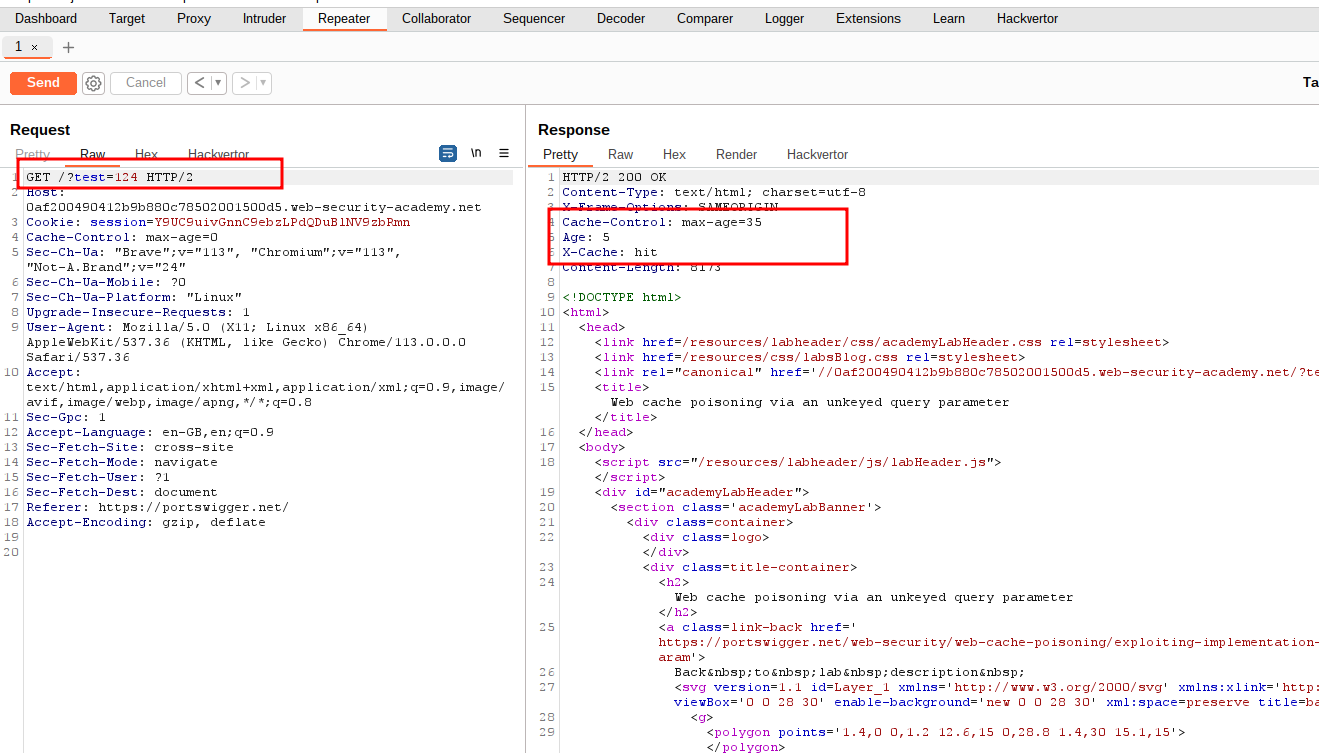 Dashboard Target Proxy Intruder Repeater Collaborator Sequencer Decoder Comparer Logger Extensions Learn Hackvertor
1 × +
Send Cancel < ▾ > ▾ Ta
Request
Pretty Raw Hex Hackvertor \n
1 GET /?test=124 HTTP/2
2 Host:
0af200490412b9b880c78502001500d5.web-security-academy.net
3 Cookie: session=Y9UC9uivGnnC9ebzLPdQDuBlNV9zbRmn
4 Cache-Control: max-age=0
5 Sec-Ch-Ua: "Brave";v="113", "Chromium";v="113",
"Not-A.Brand";v="24"
6 Sec-Ch-Ua-Mobile: ?0
7 Sec-Ch-Ua-Platform: "Linux"
8 Upgrade-Insecure-Requests: 1
9 User-Agent: Mozilla/5.0 (X11; Linux x86_64)
AppleWebKit/537.36 (KHTML, like Gecko) Chrome/113.0.0.0
Safari/537.36
10 Accept:
text/html,application/xhtml+xml,application/xml;q=0.9,image/
avif,image/webp,image/apng,*/*;q=0.8
11 Sec-Gpc: 1
12 Accept-Language: en-GB,en;q=0.9
13 Sec-Fetch-Site: cross-site
14 Sec-Fetch-Mode: navigate
15 Sec-Fetch-User: ?1
16 Sec-Fetch-Dest: document
17 Referer: https://portswigger.net/
18 Accept-Encoding: gzip, deflate
19
20
Response
Pretty Raw Hex Render Hackvertor
1 HTTP/2 200 OK
2 Content-Type: text/html; charset=utf-8
3 X-Frame-Options: SAMEORIGIN
4 Cache-Control: max-age=35
5 Age: 5
6 X-Cache: hit
7 Content-Length: 8173
8
9 <!DOCTYPE html>
10 <html>
11 <head>
12 <link href=/resources/labheader/css/academyLabHeader.css rel=stylesheet>
13 <link href=/resources/css/labsBlog.css rel=stylesheet>
14 <link rel="canonical" href='//0af200490412b9b880c78502001500d5.web-security-academy.net/?te
15 <title>
Web cache poisoning via an unkeyed query parameter
</title>
16 </head>
17 <body>
18 <script src="/resources/labheader/js/labHeader.js">
</script>
19 <div id="academyLabHeader">
20 <section class='academyLabBanner'>
21 <div class=container>
22 <div class=logo>
</div>
23 <div class=title-container>
24 <h2>
Web cache poisoning via an unkeyed query parameter
</h2>
25 <a class=link-back href='
https://portswigger.net/web-security/web-cache-poisoning/exploiting-implementation-
aram'>
26 Back&nbsp;to&nbsp;lab&nbsp;description&nbsp;
27 <svg version=1.1 id=Layer_1 xmlns='http://www.w3.org/2000/svg' xmlns:xlink='http:
viewBox='0 0 28 30' enable-background='new 0 0 28 30' xml:space=preserve title=ba
28 <g>
29 <polygon points='1.4,0 0,1.2 12.6,15 0,28.8 1.4,30 15.1,15'>
</polygon>